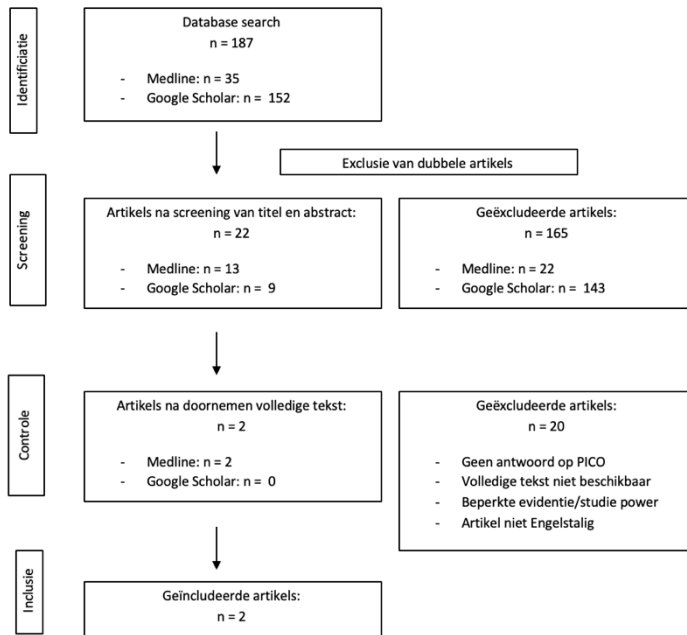 Identificiatie
Database search
n = 187
- Medline: n = 35
- Google Scholar: n = 152
Exclusie van dubbele artikels
Screening
Artikels na screening van titel en abstract:
n = 22
- Medline: n = 13
- Google Scholar: n = 9
Geëxcludeerde artikels:
n = 165
- Medline: n = 22
- Google Scholar: n = 143
Controle
Artikels na doornemen volledige tekst:
n = 2
- Medline: n = 2
- Google Scholar: n = 0
Geëxcludeerde artikels:
n = 20
- Geen antwoord op PICO
- Volledige tekst niet beschikbaar
- Beperkte evidentie/studie power
- Artikel niet Engelstalig
Inclusie
Geïncludeerde artikels:
n = 2